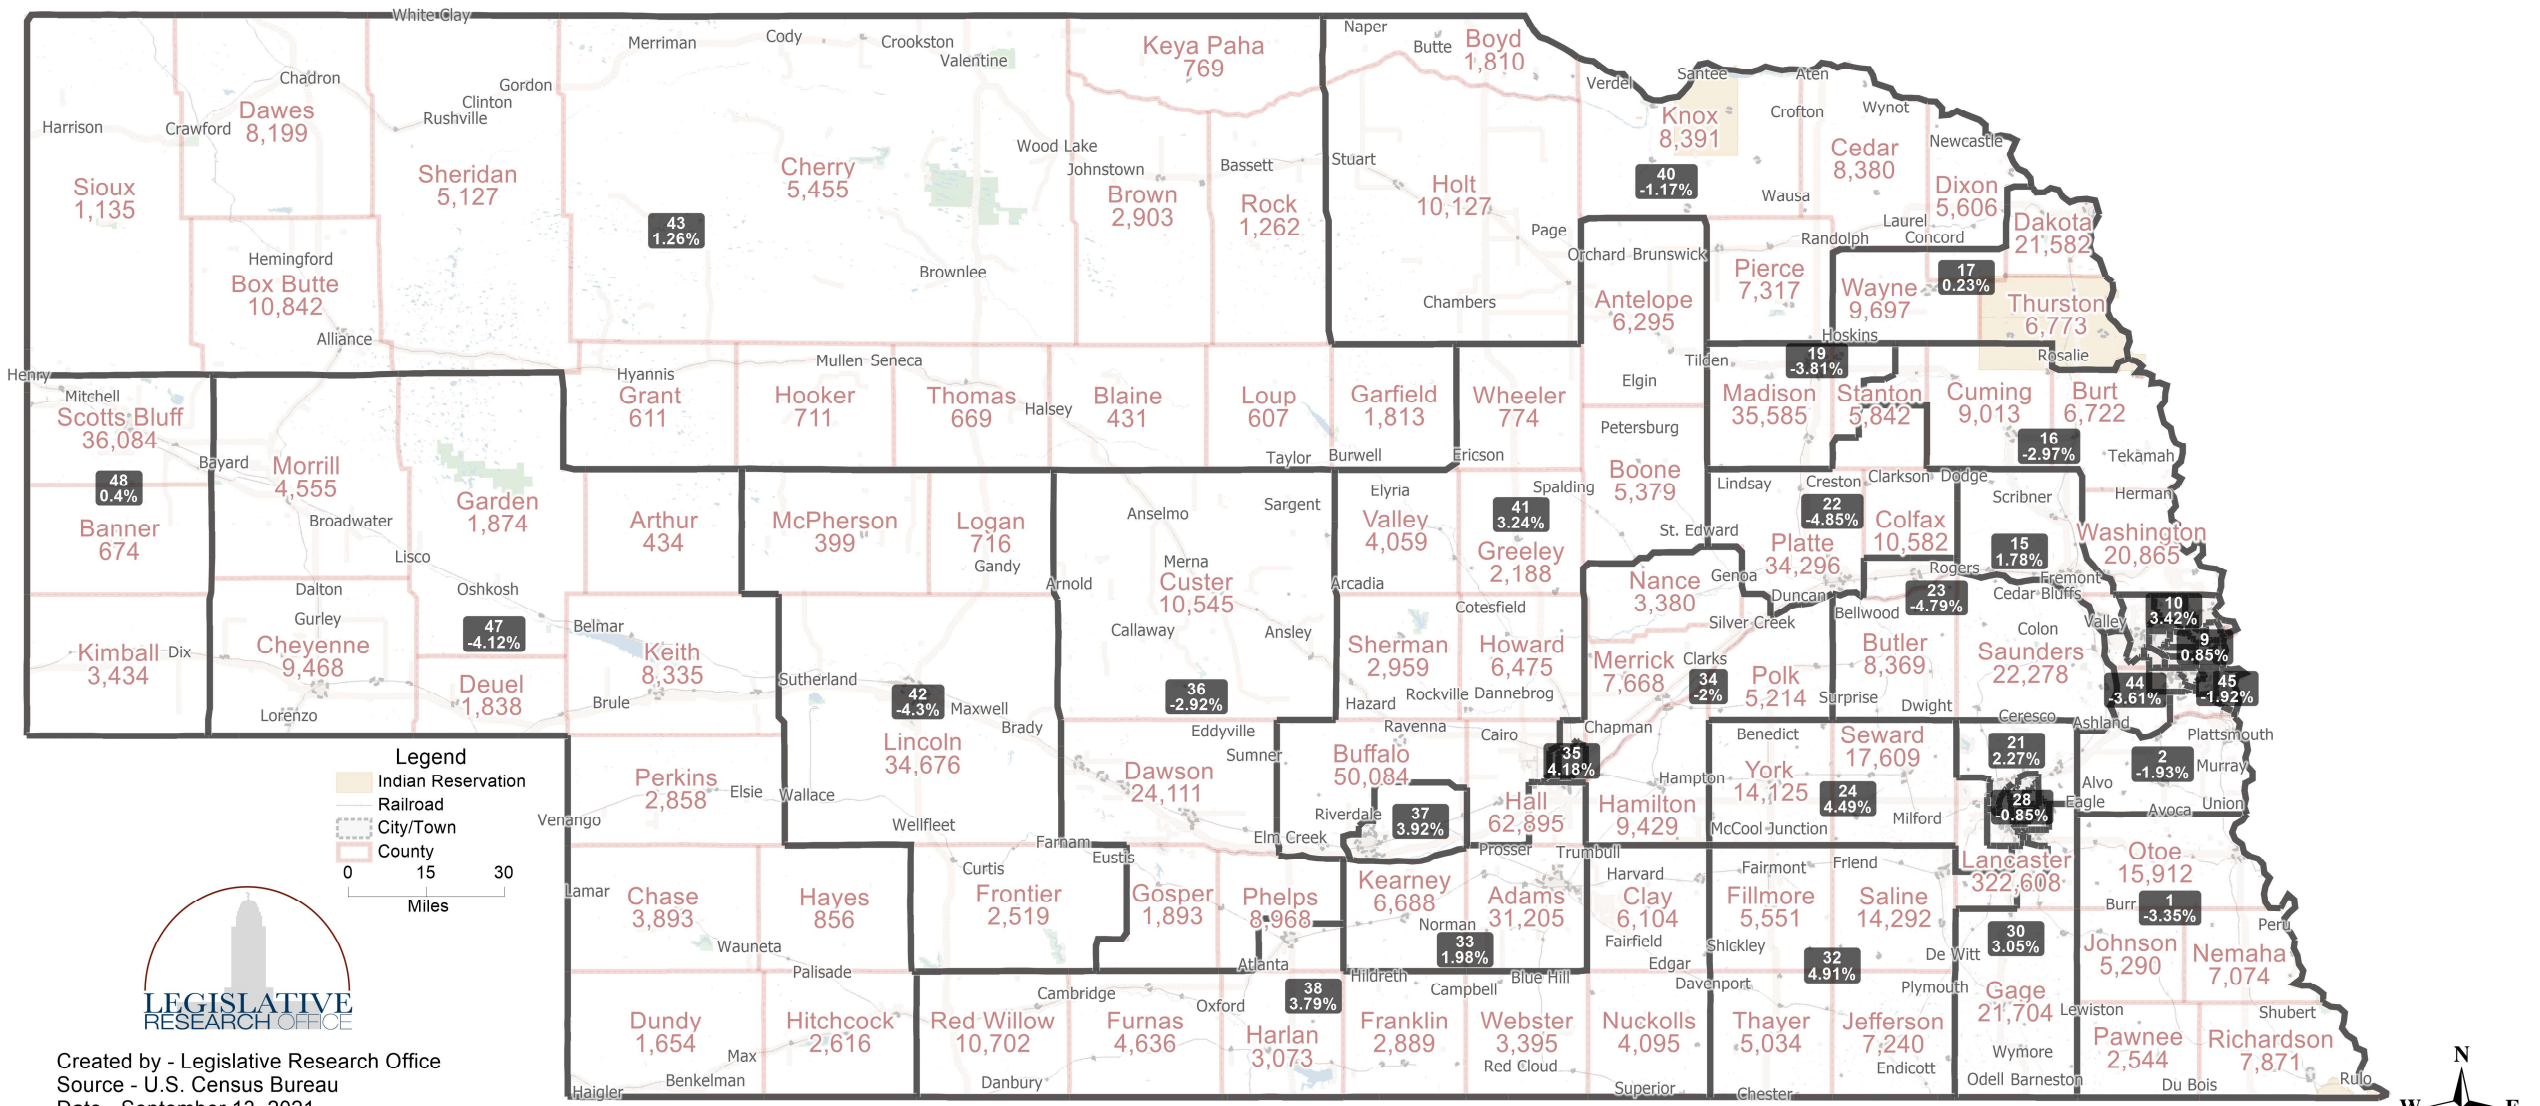 White Clay
Merriman
Cody
Crookston
Valentine
Keya Paha
769
Naper
Butte
Boyd
1,810
Verdel
Santee
Aten
Chadron
Gordon
Clinton
Rushville
Dawes
8,199
Harrison
Crawford
Knox
8,391
Crofton
Wynot
Newcastle
Wood Lake
Johnstown
Bassett
Stuart
Cedar
8,380
Sioux
1,135
Sheridan
5,127
Cherry
5,455
Brown
2,903
Rock
1,262
Holt
10,127
40
-1.17%
Wausa
Dixon
5,606
43
1.26%
Page
Laurel
Concord
Randolph
Dakota
21,582
Hemingford
Box Butte
10,842
Brownlee
Orchard
Brunswick
Pierce
7,317
17
0.23%
Wayne
9,697
Thurston
6,773
Chambers
Antelope
6,295
Alliance
Hoskins
Henry
Mitchell
Hyannis
Mullen
Seneca
Tilden
19
-3.81%
Rosalie
Scotts Bluff
36,084
Grant
611
Hooker
711
Thomas
669
Halsey
Blaine
431
Loup
607
Garfield
1,813
Wheeler
774
Elgin
Madison
35,585
Stanton
5,842
Cuming
9,013
Burt
6,722
Petersburg
16
-2.97%
Tekamah
Bayard
Morrill
4,555
Taylor
Burwell
Ericson
48
0.4%
Garden
1,874
Sargent
Elyria
Spalding
Boone
5,379
Lindsay
Creston
Clarkson
Dodge
Scribner
Herman
Banner
674
Broadwater
Arthur
434
McPherson
399
Logan
716
Gandy
Anselmo
Valley
4,059
41
3.24%
Greeley
2,188
St. Edward
22
-4.85%
Colfax
10,582
Washington
20,865
Platte
34,296
15
1.78%
Lisco
Merna
Custer
10,545
Arnold
Arcadia
Nance
3,380
Genoa
Rogers
Fremont
Cedar Bluffs
Dalton
Oshkosh
Duncan
23
-4.79%
Cotesfield
Bellwood
10
3.42%
Gurley
47
-4.12%
Belmar
Callaway
Ansley
Silver Creek
Colon
Valley
9
0.85%
Kimball
3,434
Dix
Cheyenne
9,468
Keith
8,335
Sherman
2,959
Howard
6,475
Merrick
7,668
Clarks
34
-2%
Polk
5,214
Butler
8,369
Saunders
22,278
44
-3.61%
45
-1.92%
Deuel
1,838
Sutherland
42
-4.3%
Maxwell
36
-2.92%
Rockville
Dannebrog
Surprise
Lorenzo
Brule
Brady
Hazard
Dwight
Ceresco
Ashland
Eddyville
Ravenna
Cairo
Chapman
Benedict
Plattsmouth
Legend
Indian Reservation
Railroad
City/Town
County
0 15 30
Miles
Lincoln
34,676
Sumner
Buffalo
50,084
35
4.18%
Seward
17,609
21
2.27%
2
-1.93%
Murray
Perkins
2,858
Elsie
Wallace
Dawson
24,111
Hampton
York
14,125
24
4.49%
Alvo
Eagle
Venango
Wellfleet
Riverdale
37
3.92%
Hall
62,895
Hamilton
9,429
McCool Junction
Milford
28
-0.85%
Avoca
Union
Farnam
Elm Creek
Eustis
Prosser
Trumbull
Curtis
Fairmont
Friend
Lancaster
322,608
Otoe
15,912
Lamar
Chase
3,893
Hayes
856
Frontier
2,519
Gosper
1,893
Phelps
8,968
Kearney
6,688
Adams
31,205
Harvard
Clay
6,104
Fillmore
5,551
Saline
14,292
Burr
1
-3.35%
Peru
Norman
Wauneta
33
1.98%
Fairfield
Shickley
De Witt
30
3.05%
Johnson
5,290
Nemaha
7,074
Palisade
Atlanta
Hildreth
Blue Hill
Edgar
32
4.91%
Davenport
Plymouth
LEGISLATIVE
RESEARCH OFFICE
Cambridge
Oxford
38
3.79%
Campbell
Gage
21,704
Lewiston
Shubert
Dundy
1,654
Hitchcock
2,616
Red Willow
10,702
Furnas
4,636
Harlan
3,073
Franklin
2,889
Webster
3,395
Nuckolls
4,095
Thayer
5,034
Jefferson
7,240
Pawnee
2,544
Richardson
7,871
Max
Wymore
Red Cloud
Endicott
Benkelman
Danbury
Odell
Barneston
Du Bois
Rulo
Haigler
Superior
Chester
Created by - Legislative Research Office
Source - U.S. Census Bureau
Date - September 13, 2021
N
W
E